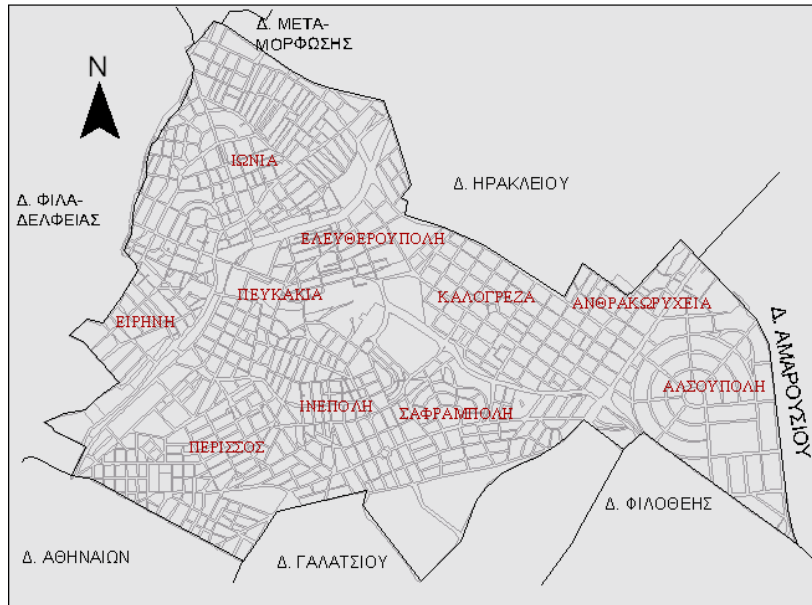 Δ. ΜΕΤΑ-
ΜΟΡΦΩΣΗΣ
N
ΙΩΝΙΑ
Δ. ΗΡΑΚΛΕΙΟΥ
Δ. ΦΙΛΑ-
ΔΕΛΦΕΙΑΣ
ΕΛΕΥΘΕΡΟΥΠΟΛΗ
ΠΕΥΚΑΚΙΑ
ΚΑΛΟΓΡΕΖΑ
ΑΝΘΡΑΚΩΡΥΧΕΙΑ
ΕΙΡΗΝΗ
Δ. ΑΜΑΡΟΥΣΙΟΥ
ΑΛΣΟΥΠΟΛΗ
ΙΝΕΠΟΛΗ
ΣΑΦΡΑΜΠΟΛΗ
ΠΕΡΙΣΣΟΣ
Δ. ΦΙΛΟΘΕΗΣ
Δ. ΑΘΗΝΑΙΩΝ
Δ. ΓΑΛΑΤΣΙΟΥ